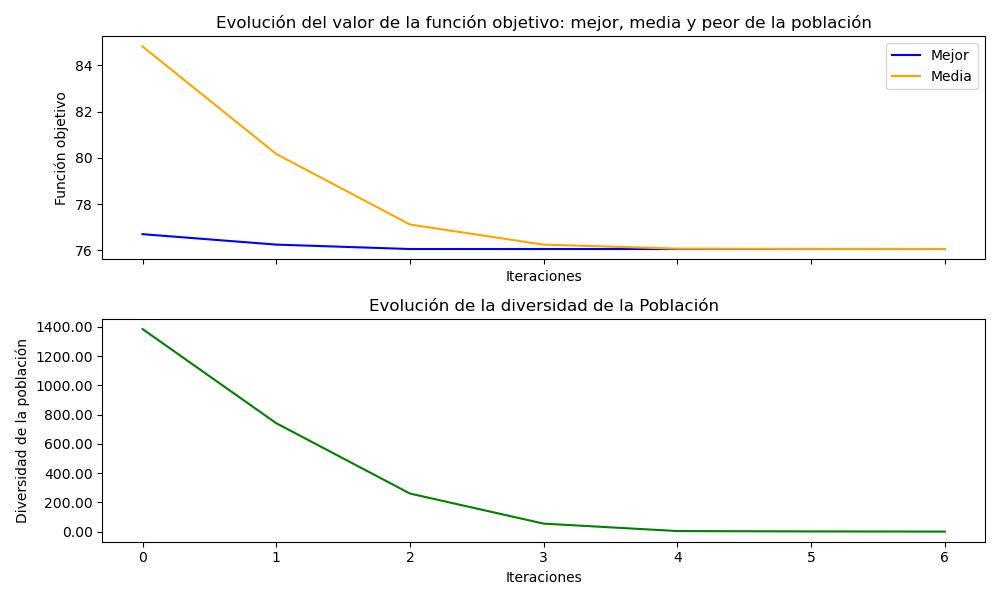 Evolución del valor de la función objetivo: mejor, media y peor de la población
Función objetivo
84
82
80
78
76
Mejor
Media
Iteraciones
Evolución de la diversidad de la Población
Diversidad de la población
1400.00
1200.00
1000.00
800.00
600.00
400.00
200.00
0.00
0 1 2 3 4 5 6
Iteraciones